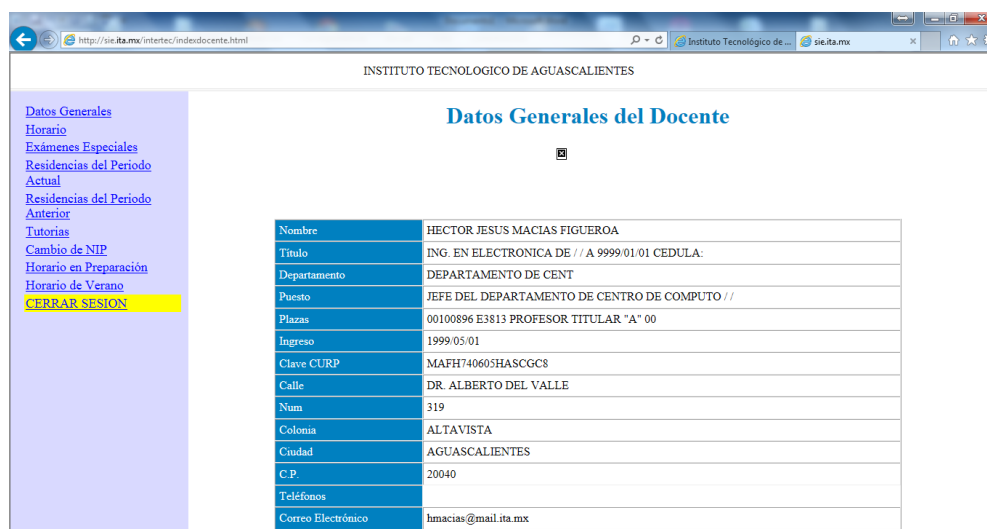 http://sie.ita.mx/intertec/indexdocente.html
Instituto Tecnológico de ...
sie.ita.mx
INSTITUTO TECNOLOGICO DE AGUASCALIENTES
Datos Generales
Horario
Exámenes Especiales
Residencias del Periodo
Actual
Residencias del Periodo
Anterior
Tutorias
Cambio de NIP
Horario en Preparación
Horario de Verano
CERRAR SESION
Datos Generales del Docente
Nombre HECTOR JESUS MACIAS FIGUEROA
Título ING. EN ELECTRONICA DE / / A 9999/01/01 CEDULA:
Departamento DEPARTAMENTO DE CENT
Puesto JEFE DEL DEPARTAMENTO DE CENTRO DE COMPUTO / /
Plazas 00100896 E3813 PROFESOR TITULAR "A" 00
Ingreso 1999/05/01
Clave CURP MAFH740605HASCGC8
Calle DR. ALBERTO DEL VALLE
Num 319
Colonia ALTAVISTA
Ciudad AGUASCALIENTES
C.P. 20040
Teléfonos
Correo Electrónico hmacias@mail.ita.mx